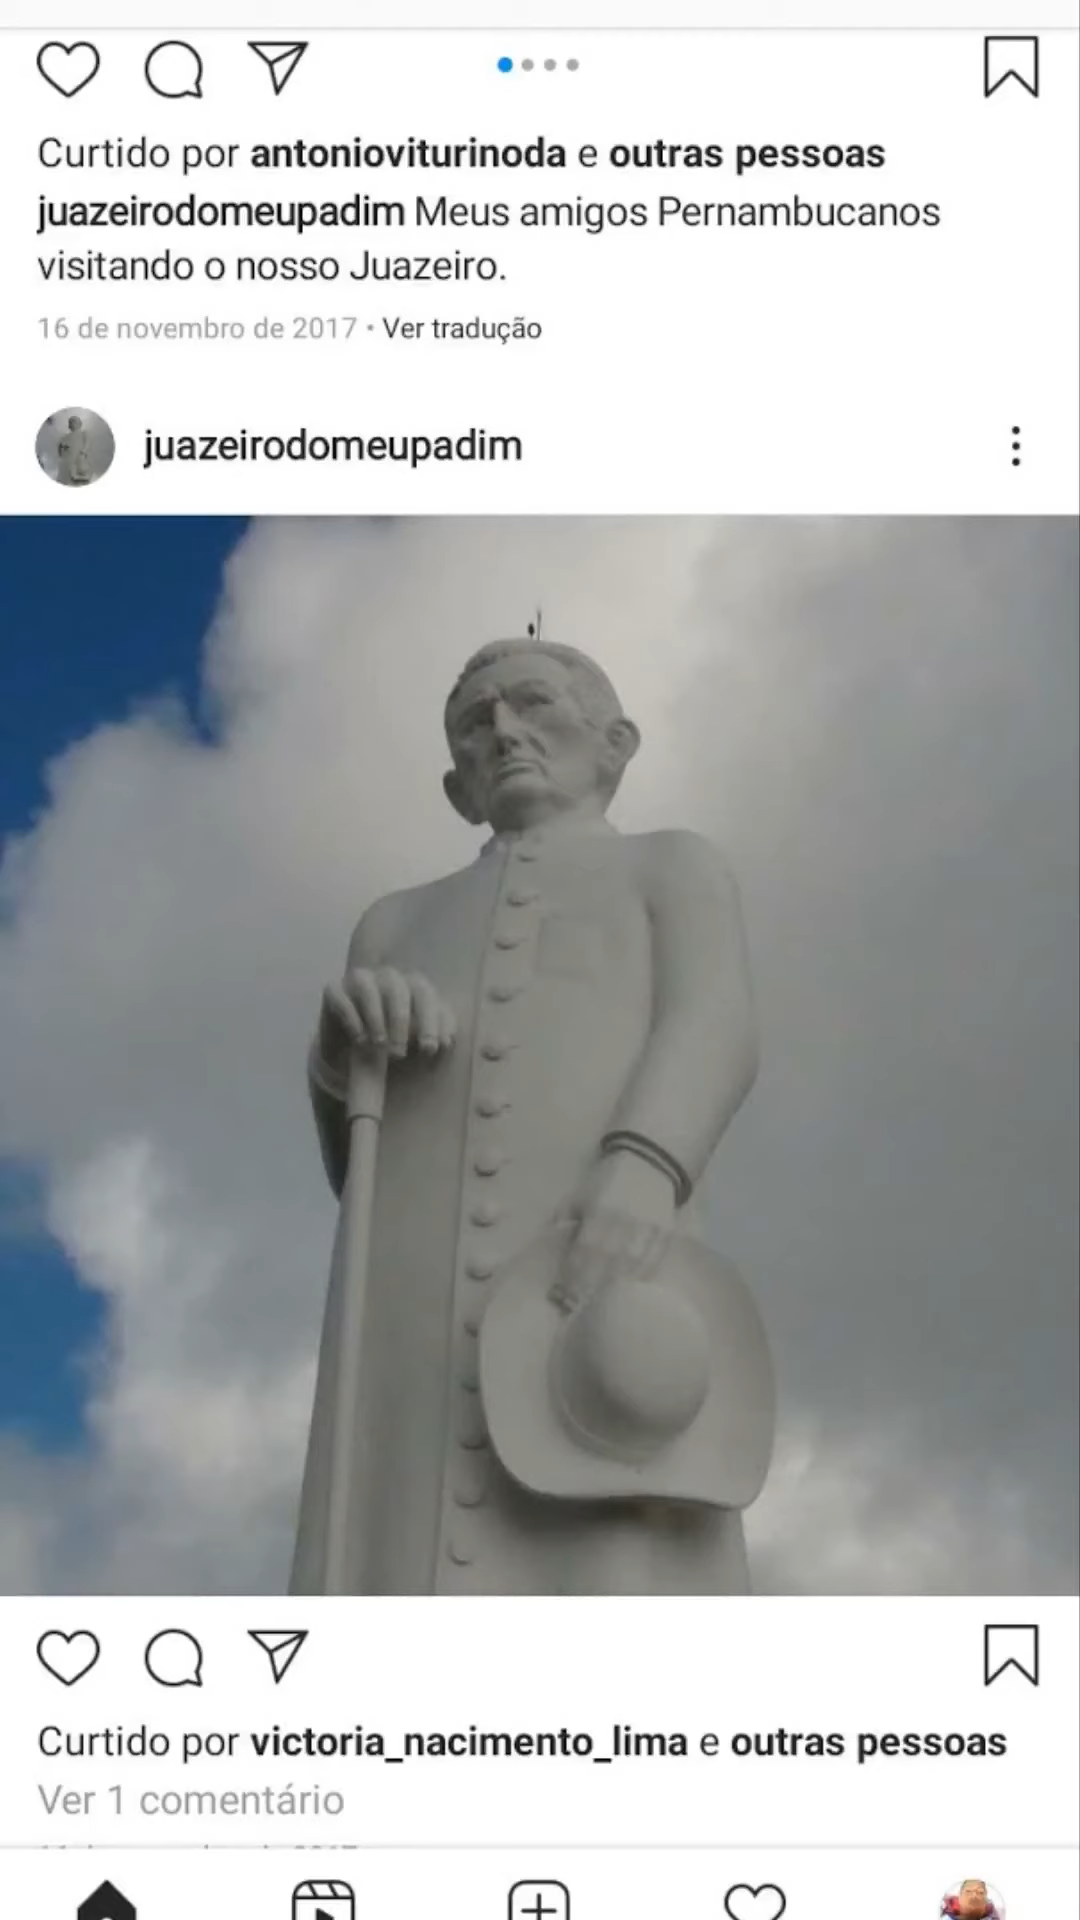 Curtido por antonioviturinoda e outras pessoas
juazeirodomeupadim Meus amigos Pernambucanos
visitando o nosso Juazeiro.
16 de novembro de 2017 • Ver tradução
juazeirodomeupadim
Curtido por victoria_nacimento_lima e outras pessoas
Ver 1 comentário